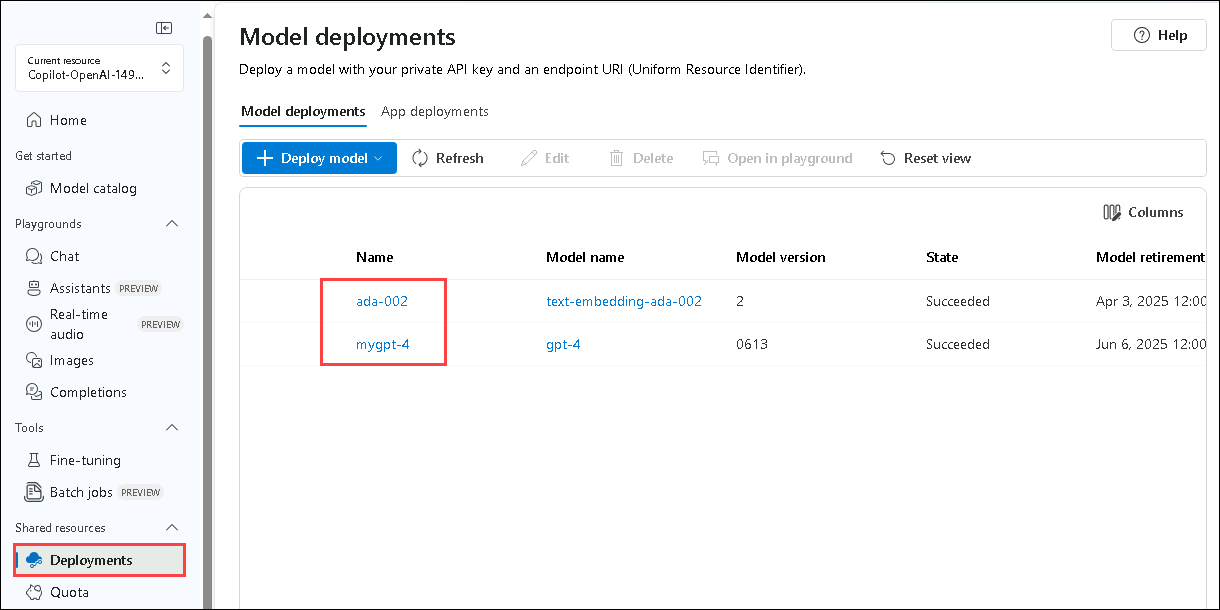 Current resource
Copilot-OpenAI-149...
Home
Get started
Model catalog
Playgrounds
Chat
Assistants PREVIEW
Real-time audio PREVIEW
Images
Completions
Tools
Fine-tuning
Batch jobs PREVIEW
Shared resources
Deployments
Quota
Model deployments
Help
Deploy a model with your private API key and an endpoint URI (Uniform Resource Identifier).
Model deployments App deployments
Deploy model Refresh Edit Delete Open in playground Reset view
Columns
Name Model name Model version State Model retirement
ada-002 text-embedding-ada-002 2 Succeeded Apr 3, 2025 12:00
mygpt-4 gpt-4 0613 Succeeded Jun 6, 2025 12:00